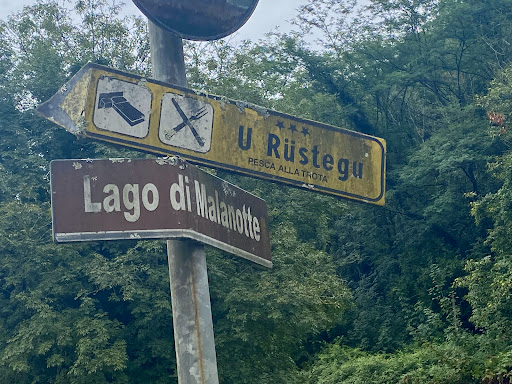 U Rüstegu
PESCA ALLA TROTA
Lago di Malanotte